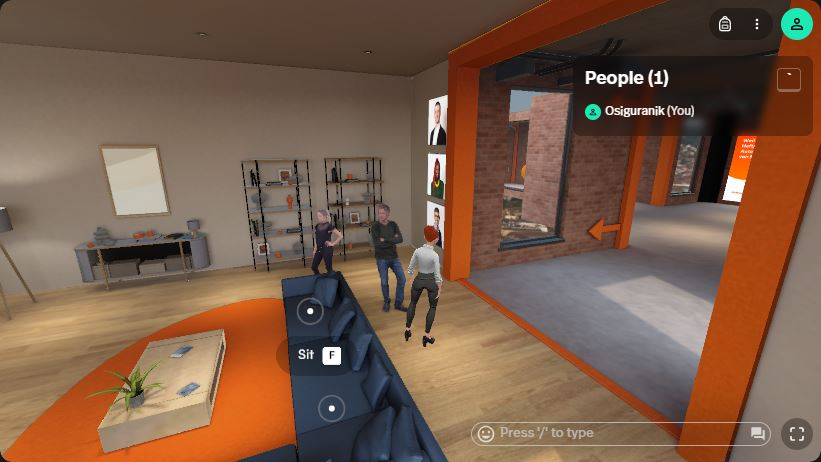 People (1)
Osiguranik (You)
Sit F
Press '/' to type